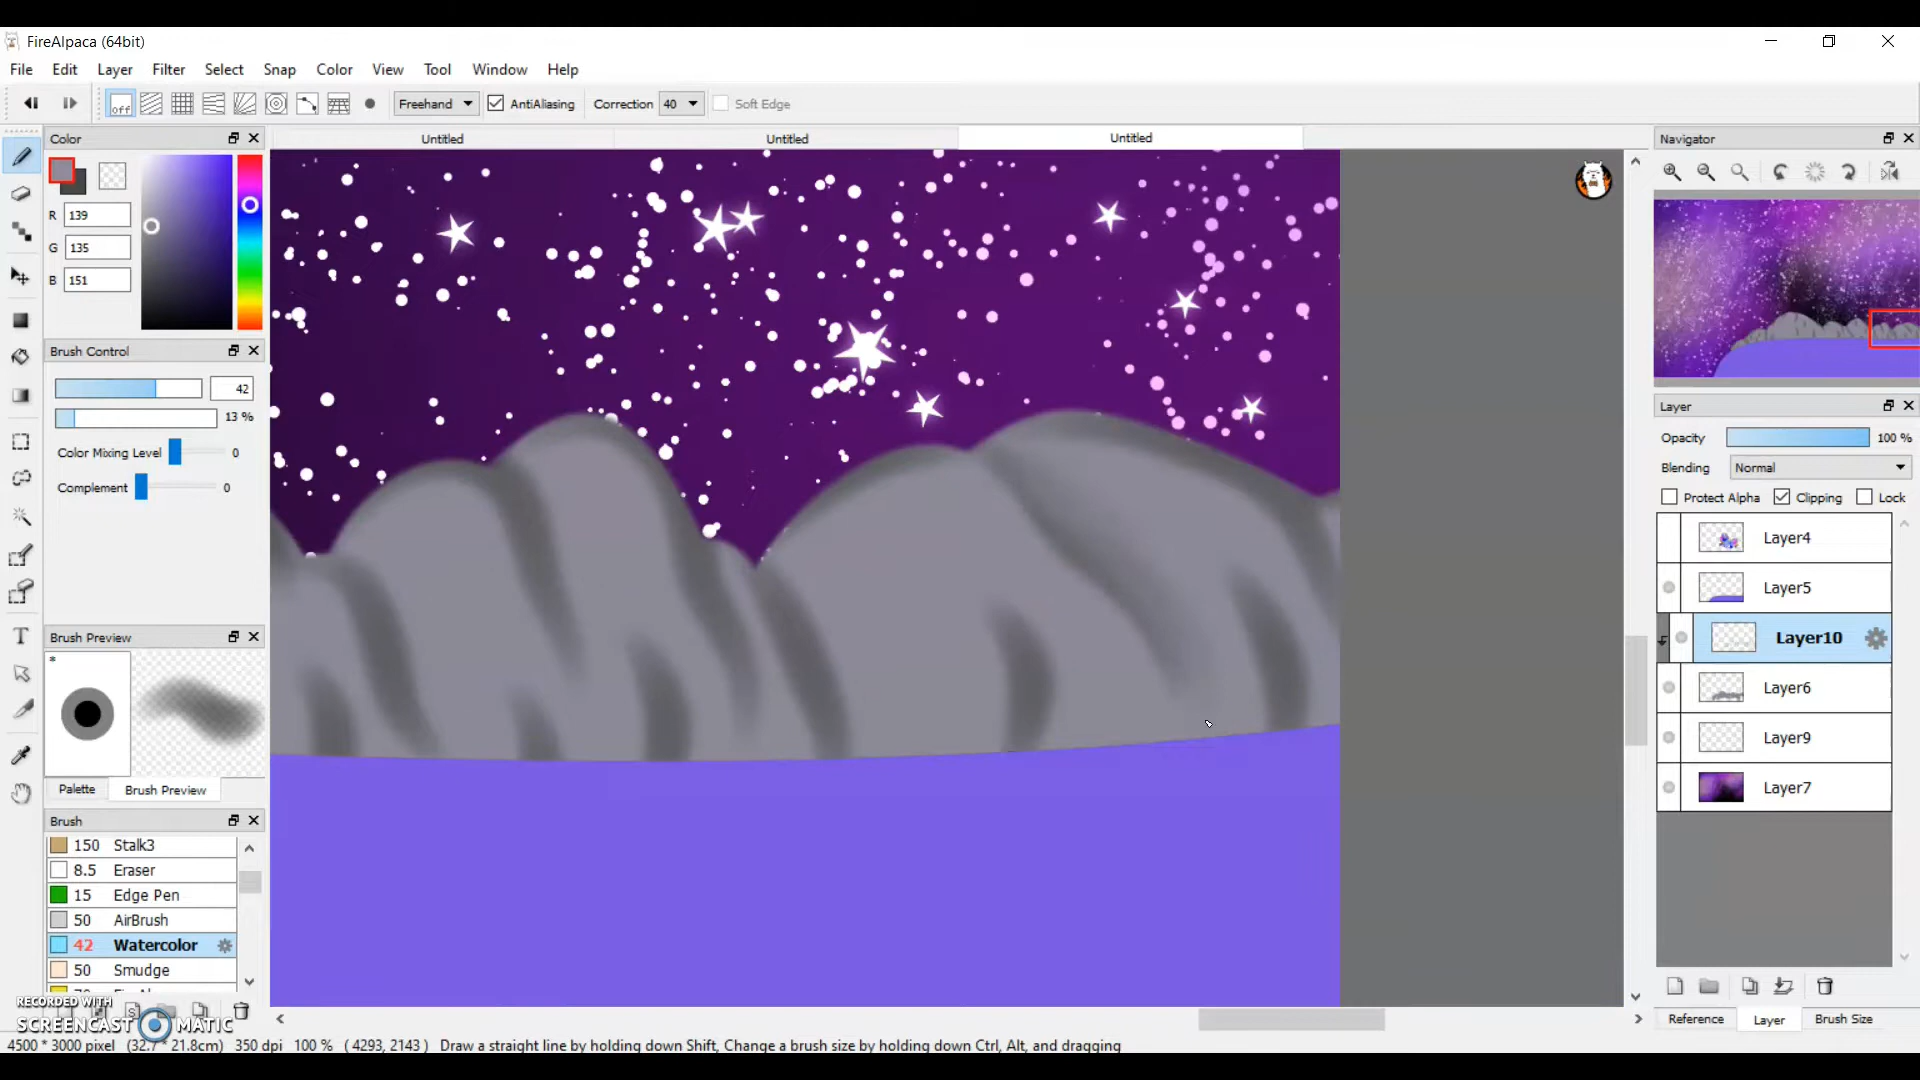 FireAlpaca (64bit)
File Edit Layer Filter Select Snap Color View Tool Window Help
off Freehand AntiAliasing Correction 40 Soft Edge
Color
R 139
G 135
B 151
Brush Control
42
13 %
Color Mixing Level 0
Complement 0
Brush Preview
*
Palette Brush Preview
Brush
150 Stalk3
8.5 Eraser
15 Edge Pen
50 AirBrush
42 Watercolor
50 Smudge
RECORDED WITH
SCREENCAST MATIC
Untitled Untitled Untitled
Navigator
Layer
Opacity 100 %
Blending Normal
Protect Alpha Clipping Lock
Layer4
Layer5
Layer10
Layer6
Layer9
Layer7
Reference Layer Brush Size
4500 * 3000 pixel (32.7 * 21.8cm) 350 dpi 100 % ( 4293, 2143 ) Draw a straight line by holding down Shift, Change a brush size by holding down Ctrl, Alt, and dragging